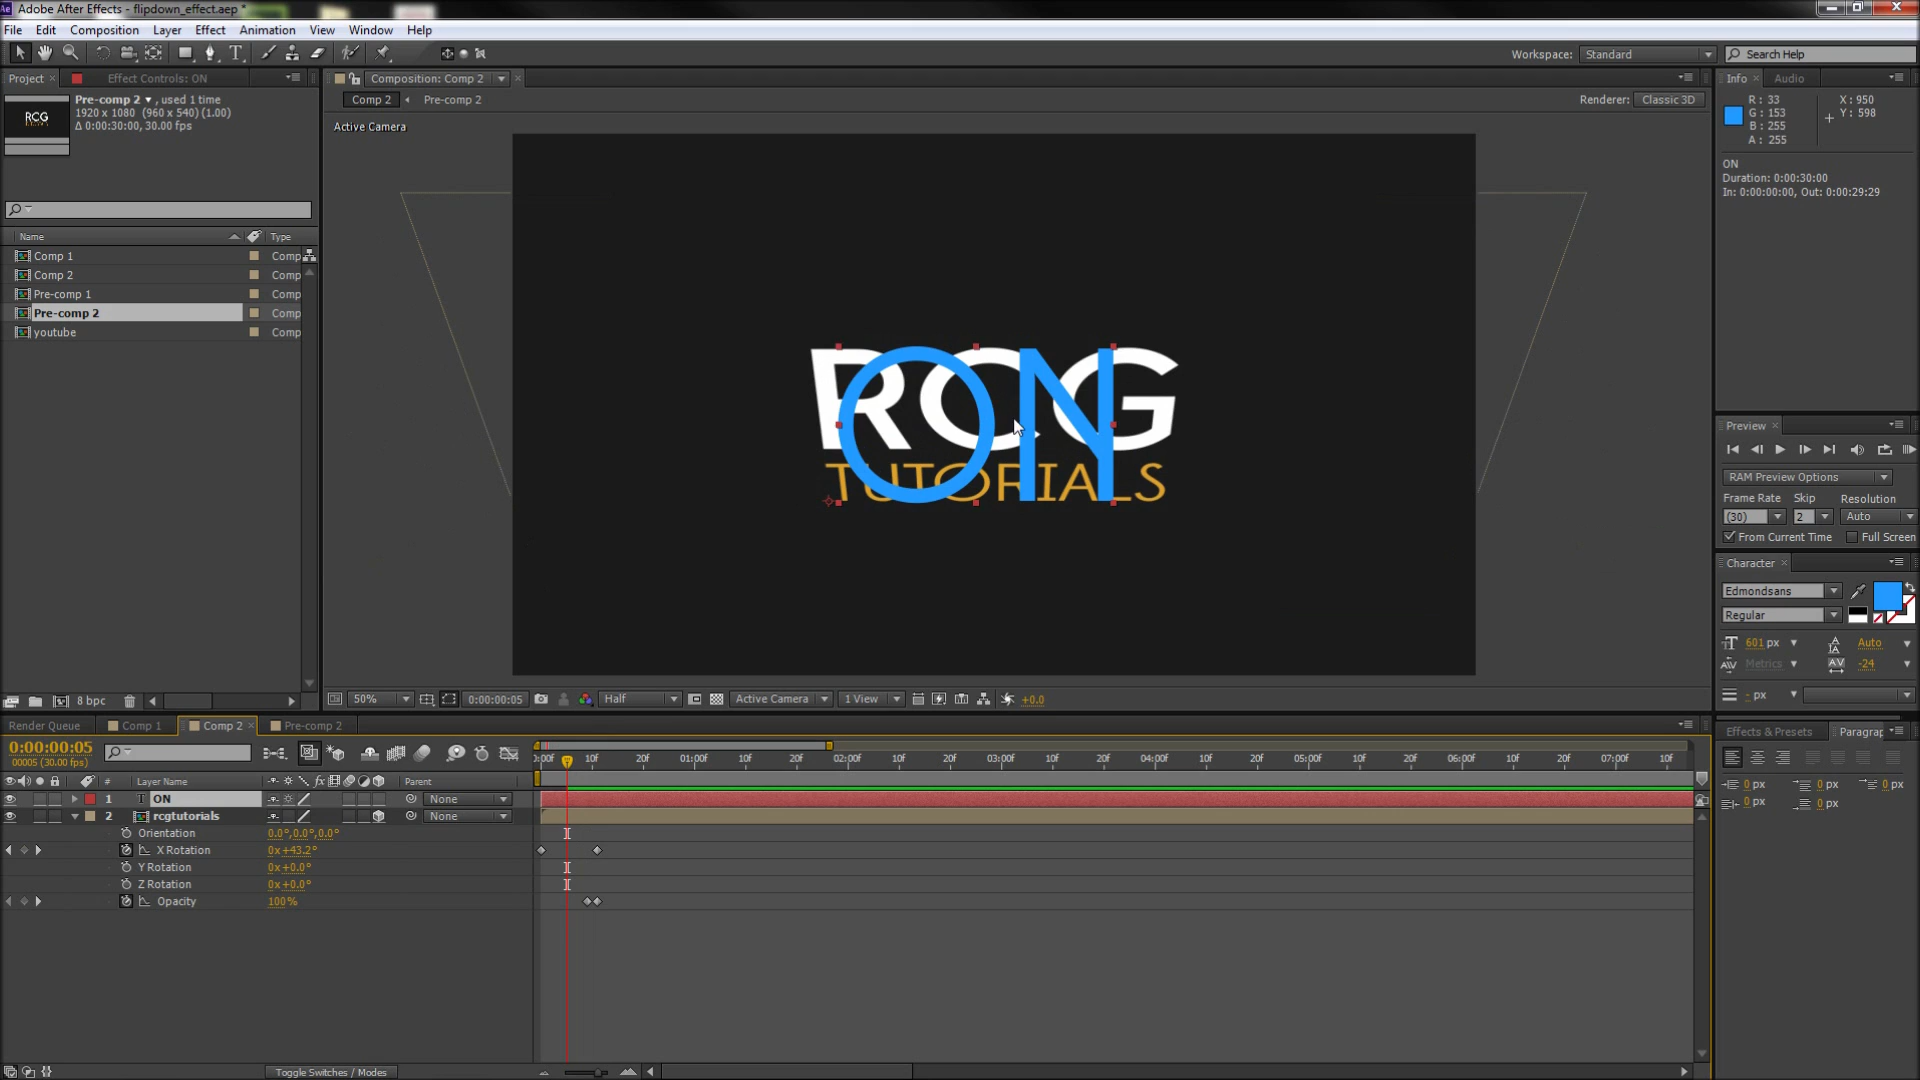 Ae Adobe After Effects - flipdown_effect.aep *
File Edit Composition Layer Effect Animation View Window Help
Workspace: Standard Search Help
Project Effect Controls: ON Composition: Comp 2 Info Audio
Pre-comp 2 , used 1 time
1920 x 1080 (960 x 540) (1.00)
Δ 0:00:30:00, 30.00 fps
RCG
Comp 2 Pre-comp 2 Renderer: Classic 3D
Active Camera
R : 33 X : 950
G : 153 Y : 598
B : 255
A : 255
ON
Duration: 0:00:30:00
In: 0:00:00:00, Out: 0:00:29:29
Name Type
Comp 1 Comp
Comp 2 Comp
Pre-comp 1 Comp
Pre-comp 2 Comp
youtube Comp
RCG
ON
TUTORIALS
Preview
RAM Preview Options
Frame Rate Skip Resolution
(30) 2 Auto
From Current Time Full Screen
Character
Edmondsans
Regular
601 px Auto
Metrics -24
- px
8 bpc 50% 0:00:00:05 Half Active Camera 1 View +0.0
Render Queue Comp 1 Comp 2 Pre-comp 2
Effects & Presets Paragrap
0 px 0 px 0 px
0 px 0 px
0:00:00:05
00005 (30.00 fps)
):00f 10f 20f 01:00f 10f 20f 02:00f 10f 20f 03:00f 10f 20f 04:00f 10f 20f 05:00f 10f 20f 06:00f 10f 20f 07:00f 10f
# Layer Name fx Parent
1 T ON None
2 rcgtutorials None
Orientation 0.0°,0.0°,0.0°
X Rotation 0x+43.2°
Y Rotation 0x+0.0°
Z Rotation 0x+0.0°
Opacity 100%
Toggle Switches / Modes